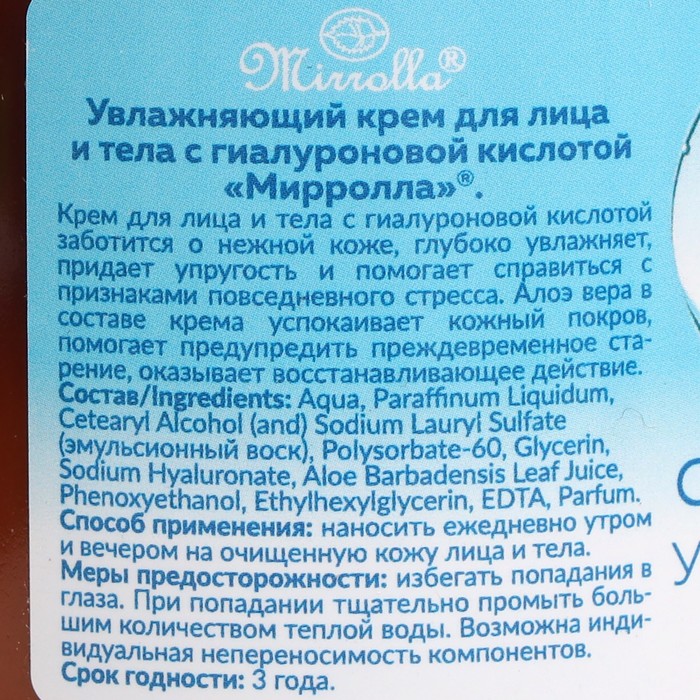 Mirrolla®
Увлажняющий крем для лица
и тела с гиалуроновой кислотой
«Мирролла»®.
Крем для лица и тела с гиалуроновой кислотой
заботится о нежной коже, глубоко увлажняет,
придает упругость и помогает справиться с
признаками повседневного стресса. Алоэ вера в
составе крема успокаивает кожный покров,
помогает предупредить преждевременное ста-
рение, оказывает восстанавливающее действие.
Состав/Ingredients: Aqua, Paraffinum Liquidum,
Cetearyl Alcohol (and) Sodium Lauryl Sulfate
(эмульсионный воск), Polysorbate-60, Glycerin,
Sodium Hyaluronate, Aloe Barbadensis Leaf Juice,
Phenoxyethanol, Ethylhexylglycerin, EDTA, Parfum.
Способ применения: наносить ежедневно утром
и вечером на очищенную кожу лица и тела.
Меры предосторожности: избегать попадания в
глаза. При попадании тщательно промыть боль-
шим количеством теплой воды. Возможна инди-
видуальная непереносимость компонентов.
Срок годности: 3 года.